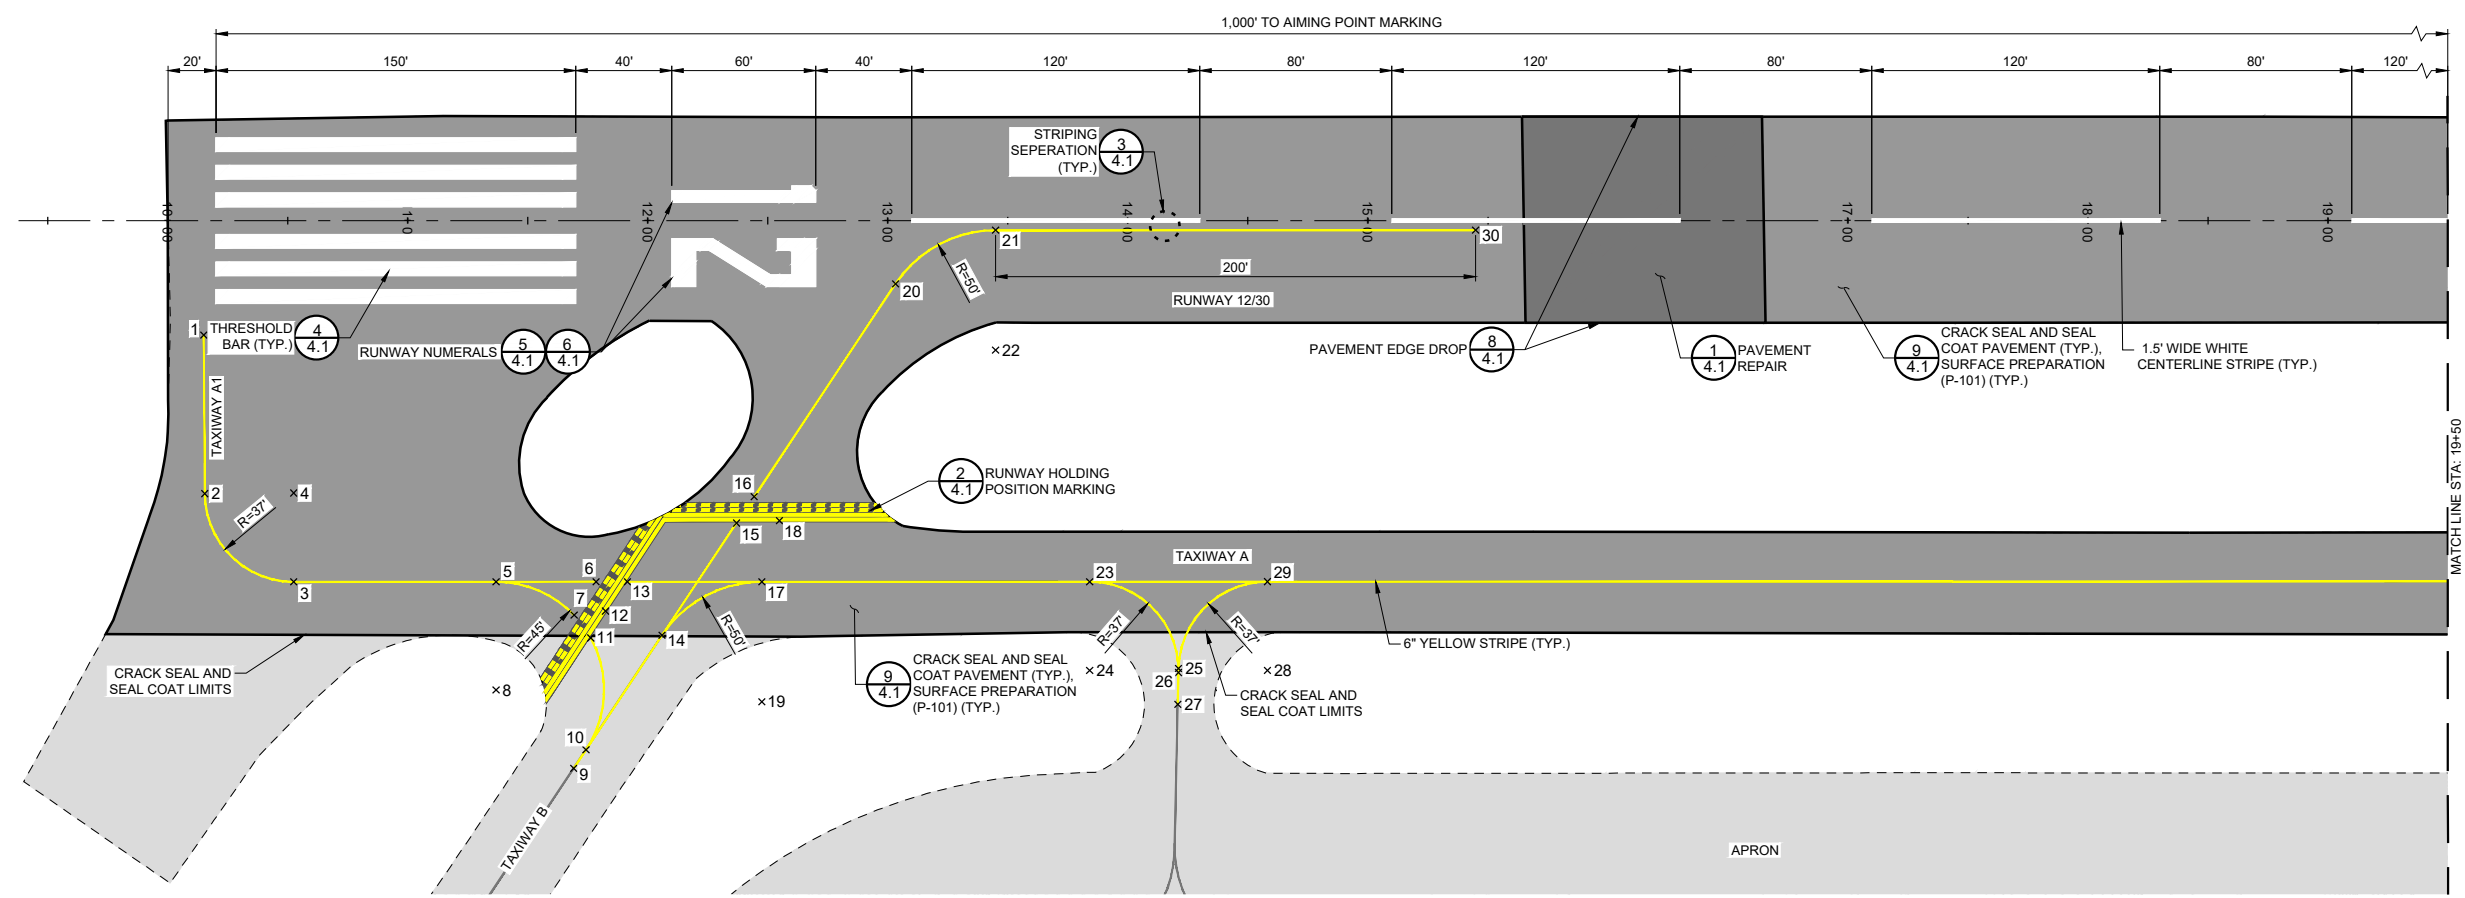 1,000' TO AIMING POINT MARKING
20'
150'
40'
60'
40'
120'
80'
120'
80'
120'
80'
120'
STRIPING
SEPERATION
(TYP.)
3
4.1
10+00
12+00
13+00
14+00
15+00
17+00
18+00
19+00
12
21
30
20
R=50'
200'
RUNWAY 12/30
1
THRESHOLD
BAR (TYP.)
4
4.1
RUNWAY NUMERALS
5
4.1
6
4.1
22
PAVEMENT EDGE DROP
8
4.1
1
4.1
PAVEMENT
REPAIR
9
4.1
CRACK SEAL AND SEAL
COAT PAVEMENT (TYP.),
SURFACE PREPARATION
(P-101) (TYP.)
1.5' WIDE WHITE
CENTERLINE STRIPE (TYP.)
TAXIWAY A1
2
4
R=37'
16
2
4.1
RUNWAY HOLDING
POSITION MARKING
15
18
MATCH LINE STA: 19+50
3
5
6
7
13
12
17
TAXIWAY A
23
29
R=45'
11
14
R=50'
R=37'
R=37'
6" YELLOW STRIPE (TYP.)
CRACK SEAL AND
SEAL COAT LIMITS
8
19
9
4.1
CRACK SEAL AND SEAL
COAT PAVEMENT (TYP.),
SURFACE PREPARATION
(P-101) (TYP.)
24
25
26
27
28
CRACK SEAL AND
SEAL COAT LIMITS
10
9
TAXIWAY B
APRON